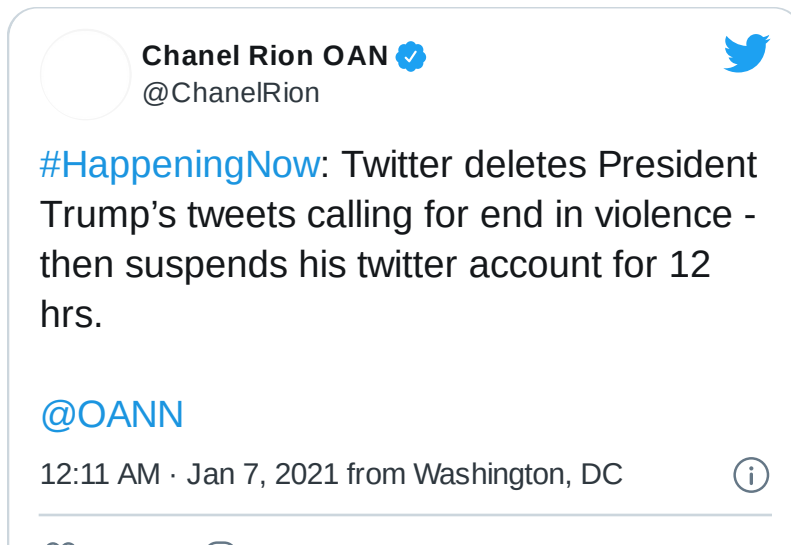 Chanel Rion OAN
@ChanelRion
#HappeningNow: Twitter deletes President
Trump’s tweets calling for end in violence -
then suspends his twitter account for 12
hrs.
@OANN
12:11 AM · Jan 7, 2021 from Washington, DC